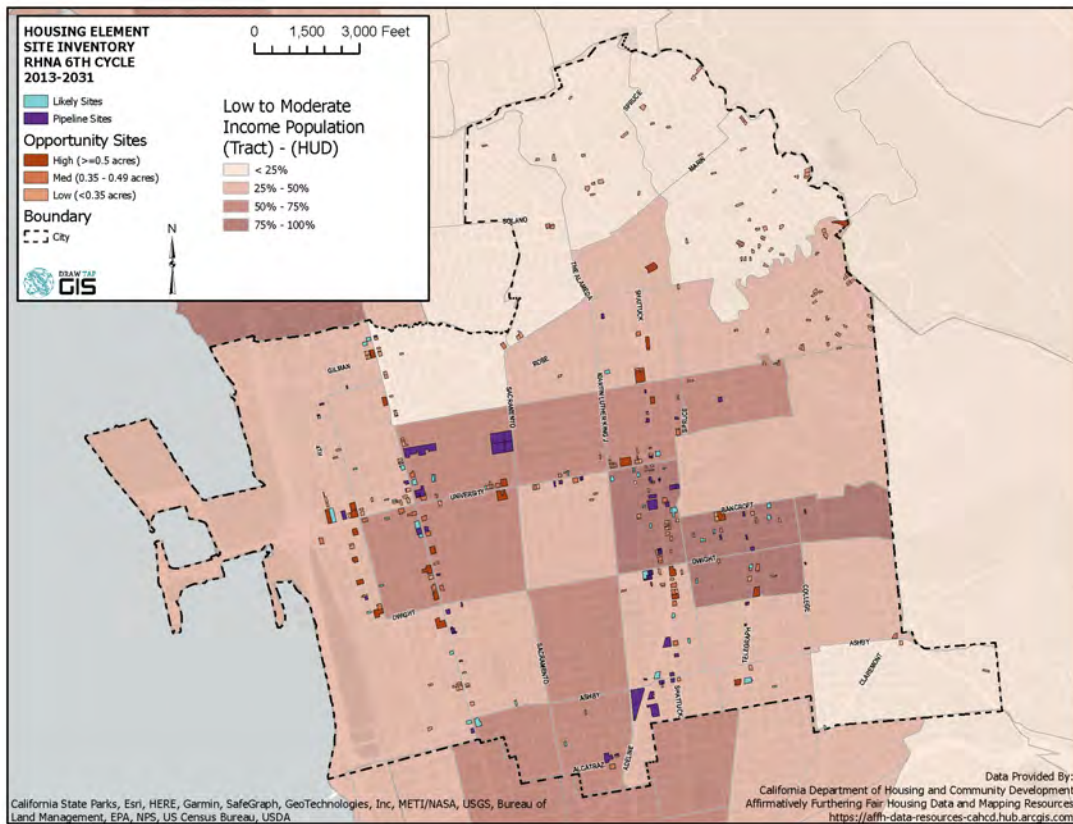 HOUSING ELEMENT
SITE INVENTORY
RHNA 6TH CYCLE
2013-2031
0 1,500 3,000 Feet
Likely Sites
Pipeline Sites
Opportunity Sites
High (>=0.5 acres)
Med (0.35 - 0.49 acres)
Low (<0.35 acres)
Boundary
City
N
DRAW TAP
GIS
Low to Moderate
Income Population
(Tract) - (HUD)
< 25%
25% - 50%
50% - 75%
75% - 100%
SPRUCE
MARIN
SOLANO
THE ALAMEDA
SHATTUCK
GILMAN
ROSE
SACRAMENTO
MARTIN LUTHER KING J
SPRUCE
6TH
UNIVERSITY
BANCROFT
DWIGHT
DWIGHT
COLLEGE
TELEGRAPH
SACRAMENTO
ASHBY
CLAREMONT
ASHBY
SHATTUCK
ADELINE
ALCATRAZ
Data Provided By:
California Department of Housing and Community Development
Affirmatively Furthering Fair Housing Data and Mapping Resources
https://affh-data-resources-cahcd.hub.arcgis.com
California State Parks, Esri, HERE, Garmin, SafeGraph, GeoTechnologies, Inc, METI/NASA, USGS, Bureau of
Land Management, EPA, NPS, US Census Bureau, USDA